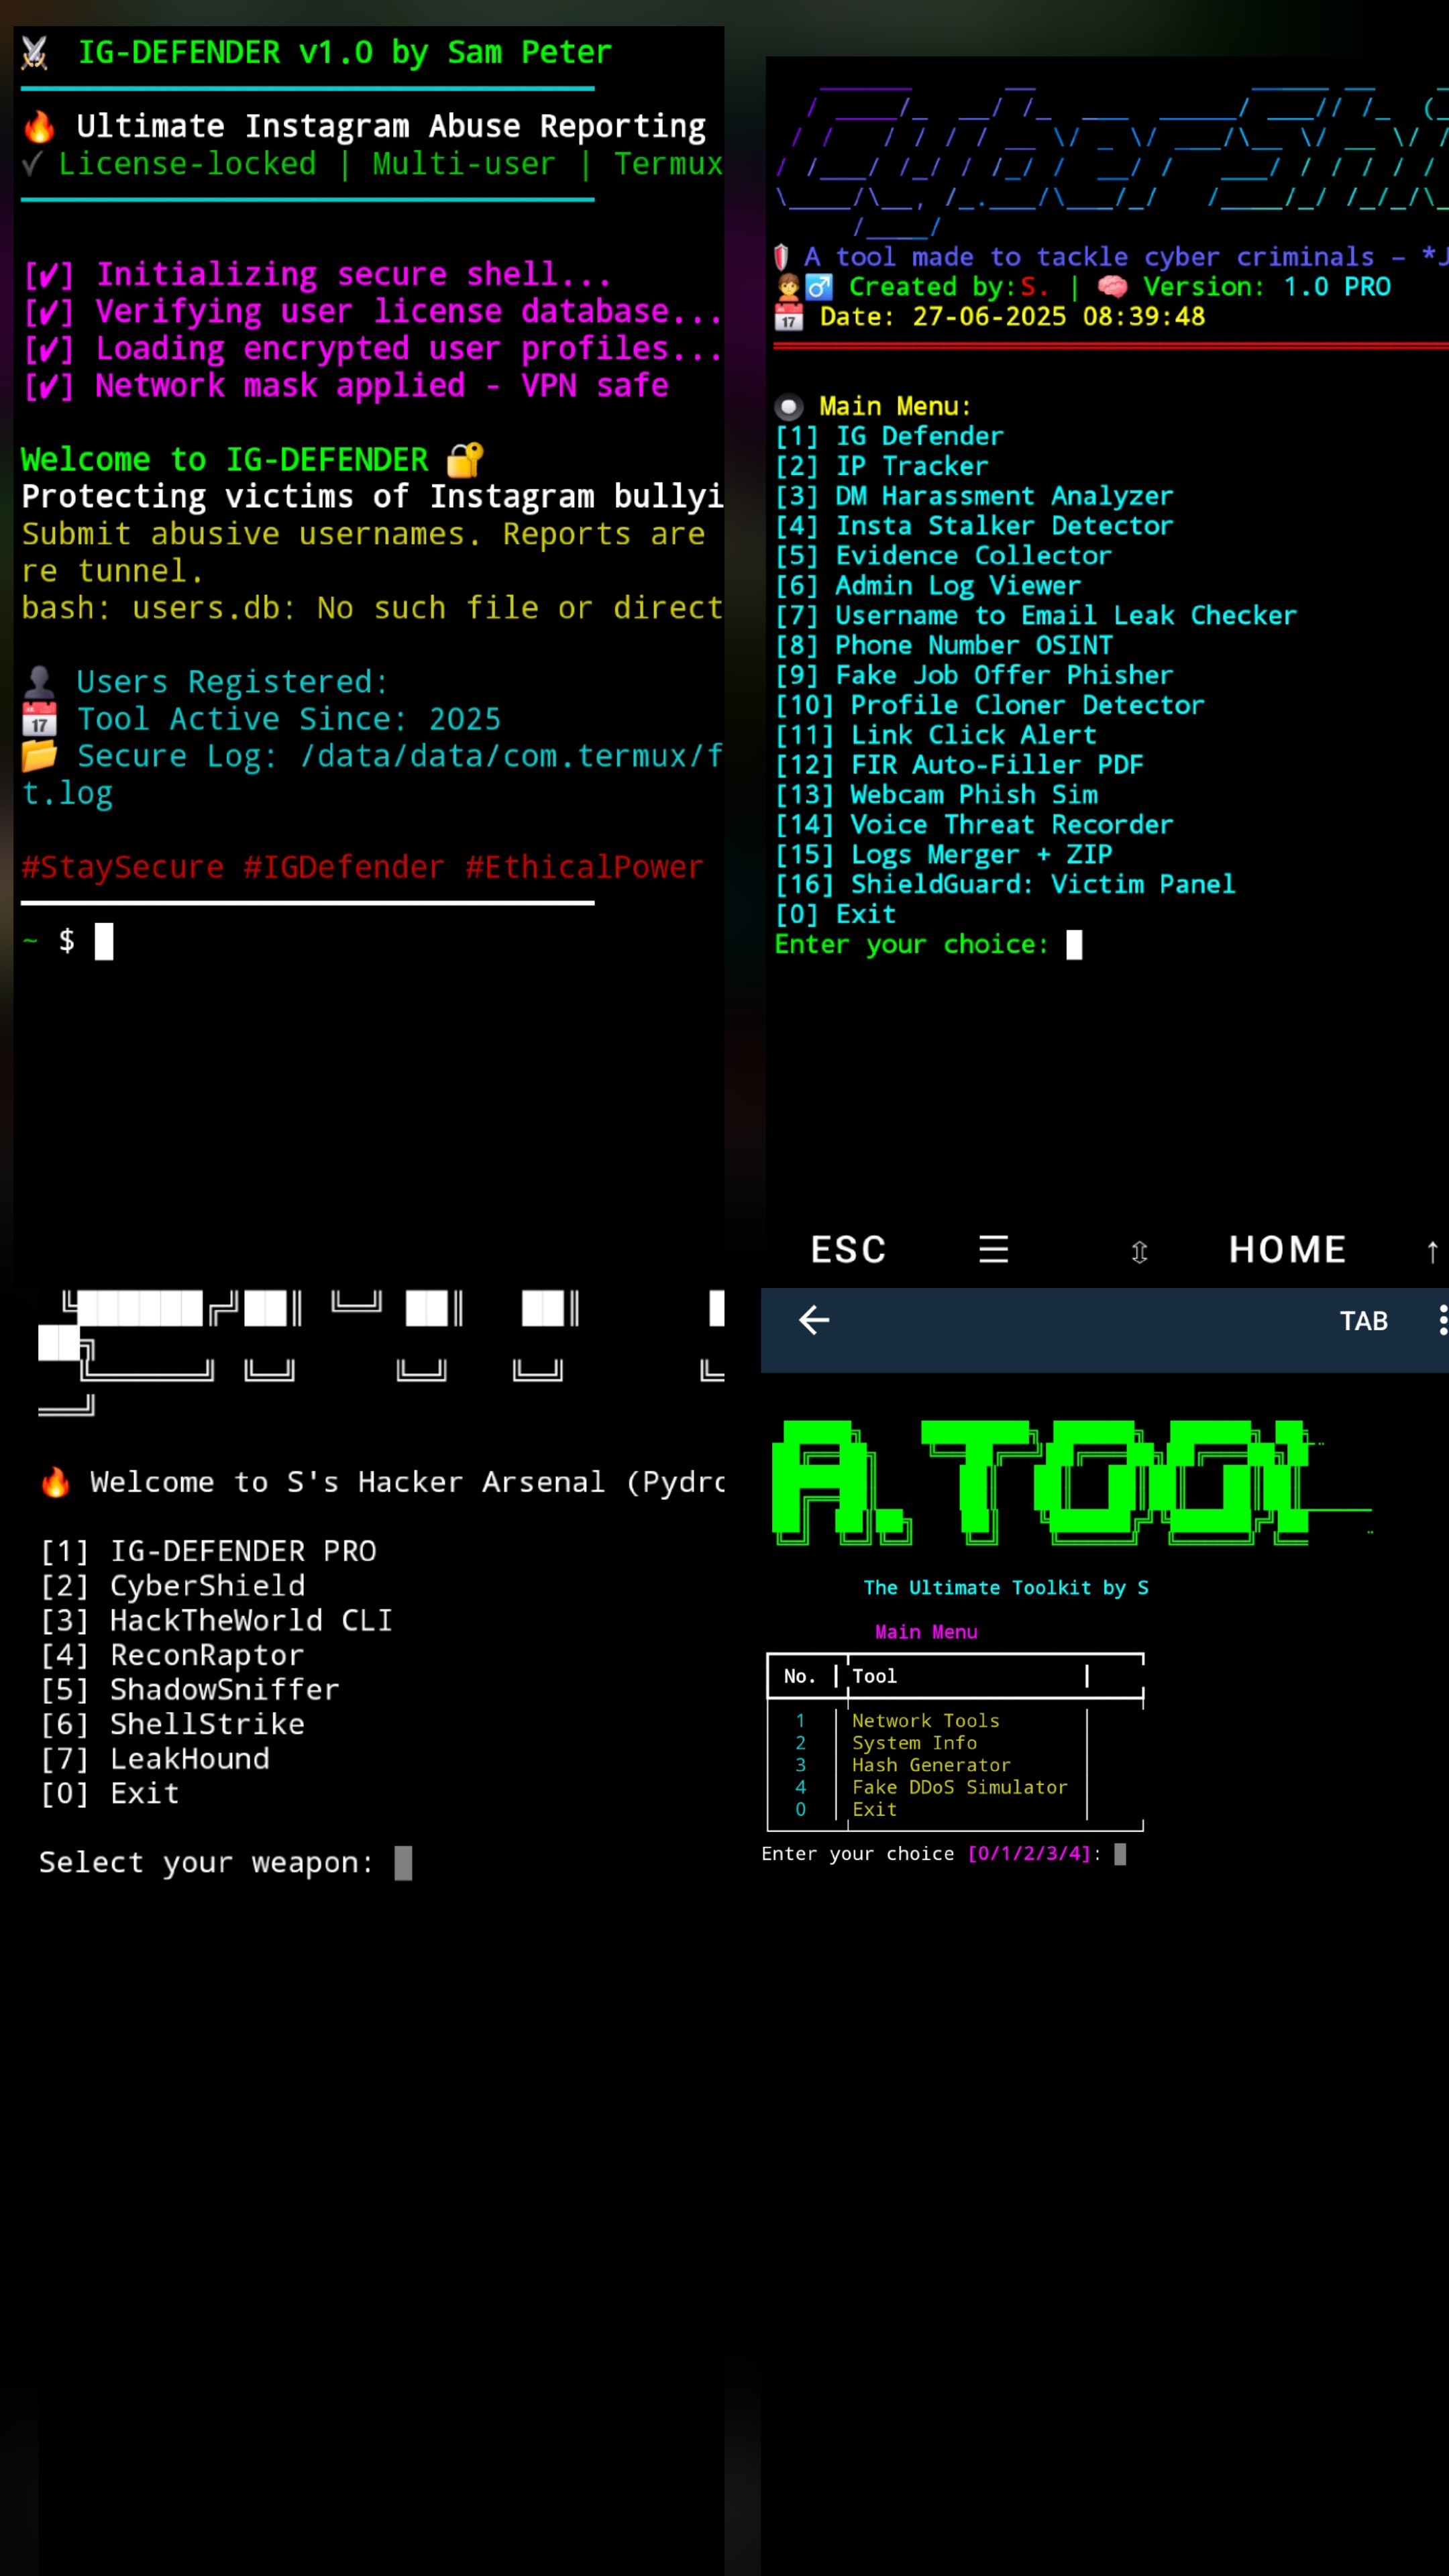 IG-DEFENDER v1.0 by Sam Peter
Ultimate Instagram Abuse Reporting
License-locked | Multi-user | Termux
[✔] Initializing secure shell...
[✔] Verifying user license database...
[✔] Loading encrypted user profiles...
[✔] Network mask applied - VPN safe
Welcome to IG-DEFENDER 🔐
Protecting victims of Instagram bullyi
Submit abusive usernames. Reports are
re tunnel.
bash: users.db: No such file or direct
👤 Users Registered:
📅 Tool Active Since: 2025
📂 Secure Log: /data/data/com.termux/f
t.log
#StaySecure #IGDefender #EthicalPower
~ $
CyberShi
A tool made to tackle cyber criminals – *J
Created by:S. | 🧠 Version: 1.0 PRO
📅 Date: 27-06-2025 08:39:48
Main Menu:
[1] IG Defender
[2] IP Tracker
[3] DM Harassment Analyzer
[4] Insta Stalker Detector
[5] Evidence Collector
[6] Admin Log Viewer
[7] Username to Email Leak Checker
[8] Phone Number OSINT
[9] Fake Job Offer Phisher
[10] Profile Cloner Detector
[11] Link Click Alert
[12] FIR Auto-Filler PDF
[13] Webcam Phish Sim
[14] Voice Threat Recorder
[15] Logs Merger + ZIP
[16] ShieldGuard: Victim Panel
[0] Exit
Enter your choice:
ESC ☰ ⇳ HOME ↑
🔥 Welcome to S's Hacker Arsenal (Pydro
[1] IG-DEFENDER PRO
[2] CyberShield
[3] HackTheWorld CLI
[4] ReconRaptor
[5] ShadowSniffer
[6] ShellStrike
[7] LeakHound
[0] Exit
Select your weapon:
TAB
A.TOOL
The Ultimate Toolkit by S
Main Menu
No. Tool
1 Network Tools
2 System Info
3 Hash Generator
4 Fake DDoS Simulator
0 Exit
Enter your choice [0/1/2/3/4]: